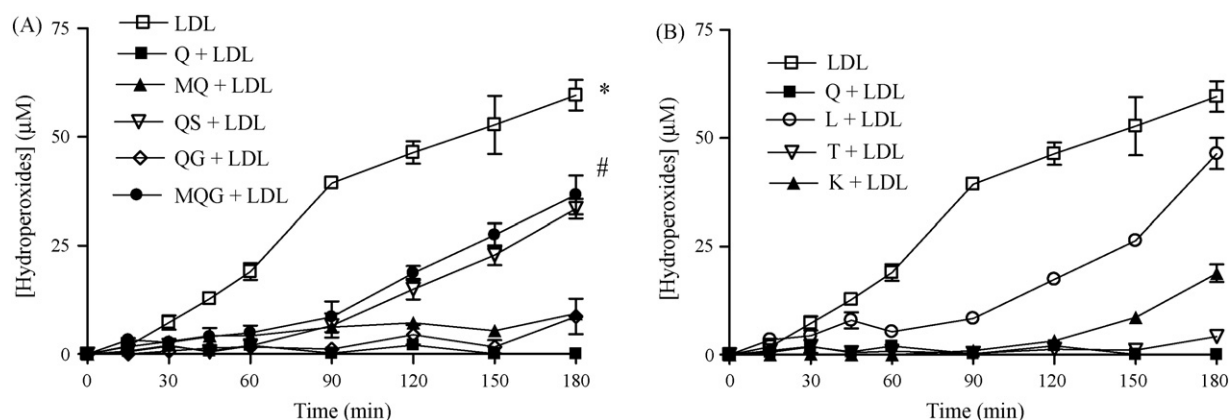 (A)
75
50
25
0
[Hydroperoxides] (μM)
LDL
Q + LDL
MQ + LDL
QS + LDL
QG + LDL
MQG + LDL
*
#
0 30 60 90 120 150 180
Time (min)
(B)
75
50
25
0
[Hydroperoxides] (μM)
LDL
Q + LDL
L + LDL
T + LDL
K + LDL
0 30 60 90 120 150 180
Time (min)